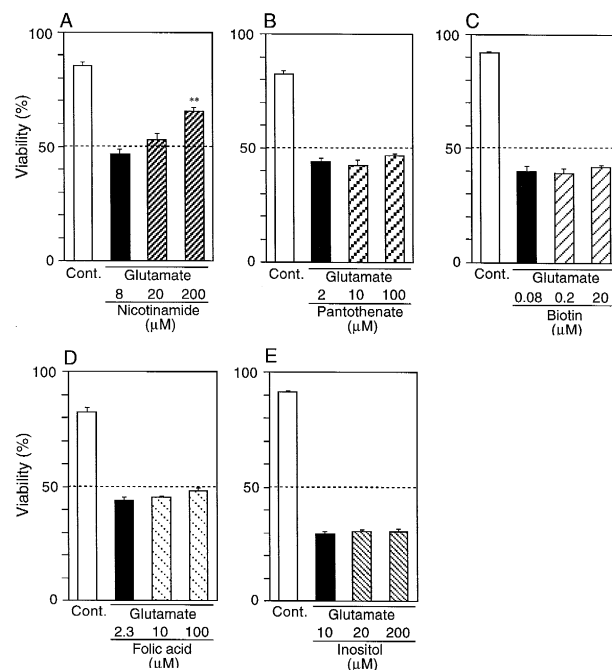 A
B
C
100
50
0
Viability (%)
**
Cont.
Glutamate
8 20 200
Nicotinamide
(μM)
100
50
0
Cont.
Glutamate
2 10 100
Pantothenate
(μM)
100
50
0
Cont.
Glutamate
0.08 0.2 20
Biotin
(μM)
D
E
100
50
0
Viability (%)
*
Cont.
Glutamate
2.3 10 100
Folic acid
(μM)
100
50
0
Cont.
Glutamate
10 20 200
Inositol
(μM)